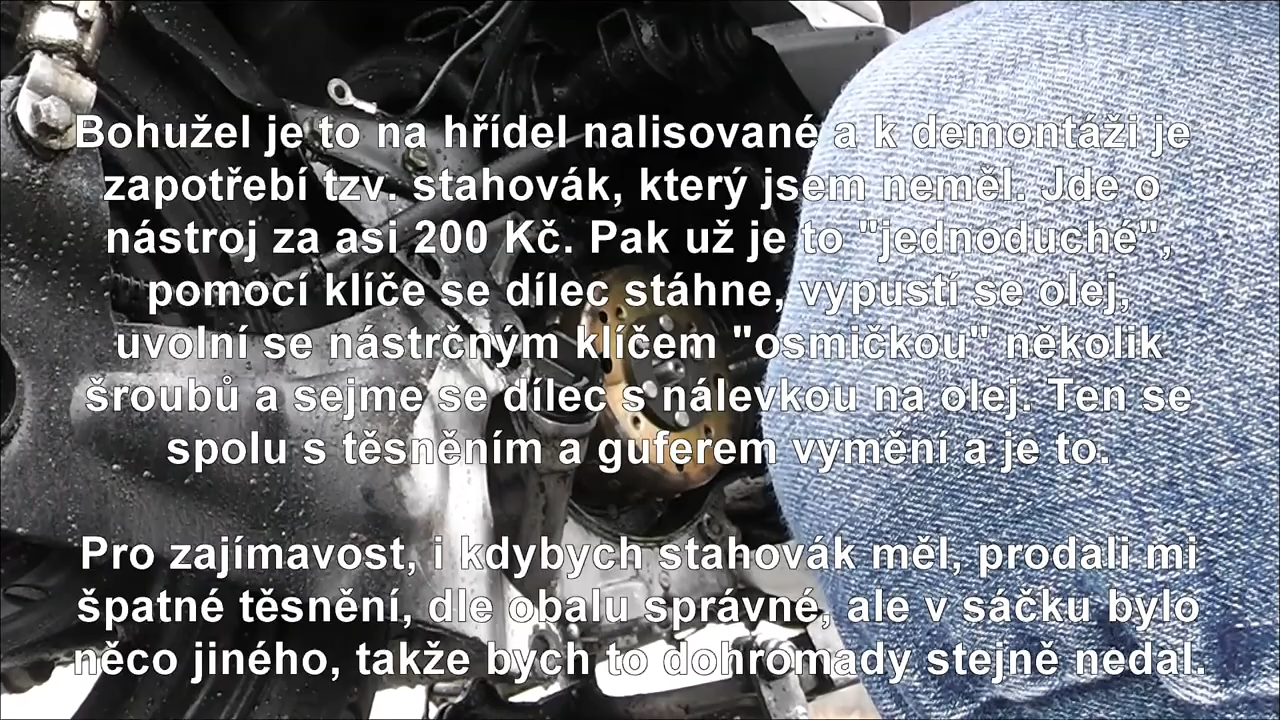 Bohužel je to na hřídel nalisované a k demontáži je
zapotřebí tzv. stahovák, který jsem neměl. Jde o
nástroj za asi 200 Kč. Pak už je to "jednoduché",
pomocí klíče se dílec stáhne, vypustí se olej,
uvolní se nástrčným klíčem "osmičkou" několik
šroubů a sejme se dílec s nálevkou na olej. Ten se
spolu s těsněním a guferem vymění a je to.
Pro zajímavost, i kdybych stahovák měl, prodali mi
špatné těsnění, dle obalu správné, ale v sáčku bylo
něco jiného, takže bych to dohromady stejně nedal.